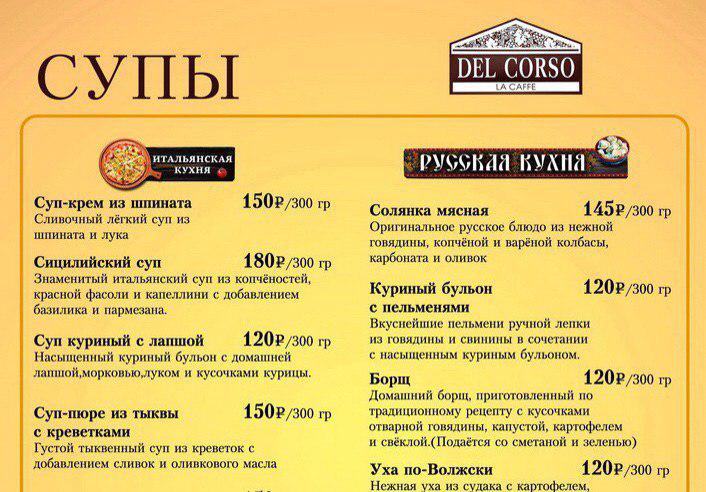 СУПЫ
DEL CORSO
LA CAFFE
ИТАЛЬЯНСКАЯ
КУХНЯ
Суп-крем из шпината 150₽/300 гр
Сливочный лёгкий суп из
шпината и лука
Сицилийский суп 180₽/300 гр
Знаменитый итальянский суп из копчёностей,
красной фасоли и капеллини с добавлением
базилика и пармезана.
Суп куриный с лапшой 120₽/300 гр
Насыщенный куриный бульон с домашней
лапшой,морковью,луком и кусочками курицы.
Суп-пюре из тыквы 150₽/300 гр
с креветками
Густой тыквенный суп из креветок с
добавлением сливок и оливкового масла
РУССКАЯ КУХНЯ
Солянка мясная 145₽/300 гр
Оригинальное русское блюдо из нежной
говядины, копчёной и варёной колбасы,
карбоната и оливок
Куриный бульон 120₽/300 гр
с пельменями
Вкуснейшие пельмени ручной лепки
из говядины и свинины в сочетании
с насыщенным куриным бульоном.
Борщ 120₽/300 гр
Домашний борщ, приготовленный по
традиционному рецепту с кусочками
отварной говядины, капустой, картофелем
и свёклой.(Подаётся со сметаной и зеленью)
Уха по-Волжски 120₽/300 гр
Нежная уха из судака с картофелем,